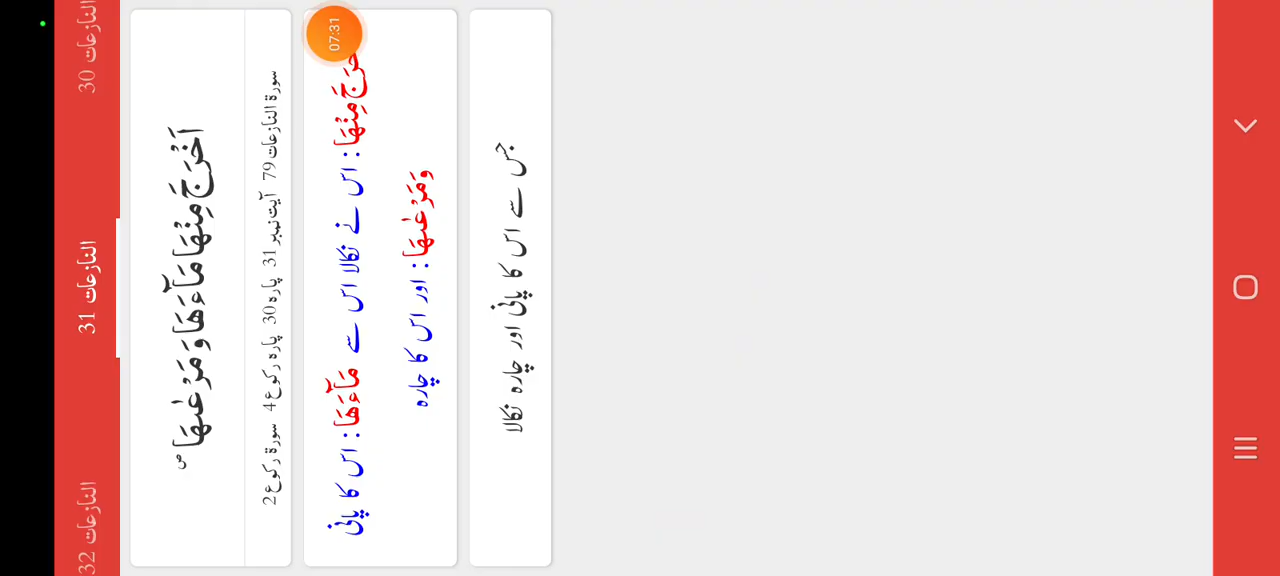 النازعات 30
النازعات 31
النازعات 32
اَخْرَجَ مِنْهَا مَآءَهَا وَ مَرْعٰىهَا ۪ص
سورۃ النازعات 79 آیت نمبر 31 پارہ 30 پارہ رکوع 4 سورۃ رکوع 2
07:31
مِنْهَا : اس نے نکالا اس سے مَآءَهَا : اس کا پانی
وَمَرْعٰىهَا : اور اس کا چارہ
جس سے اس کا پانی اور چارہ نکالا